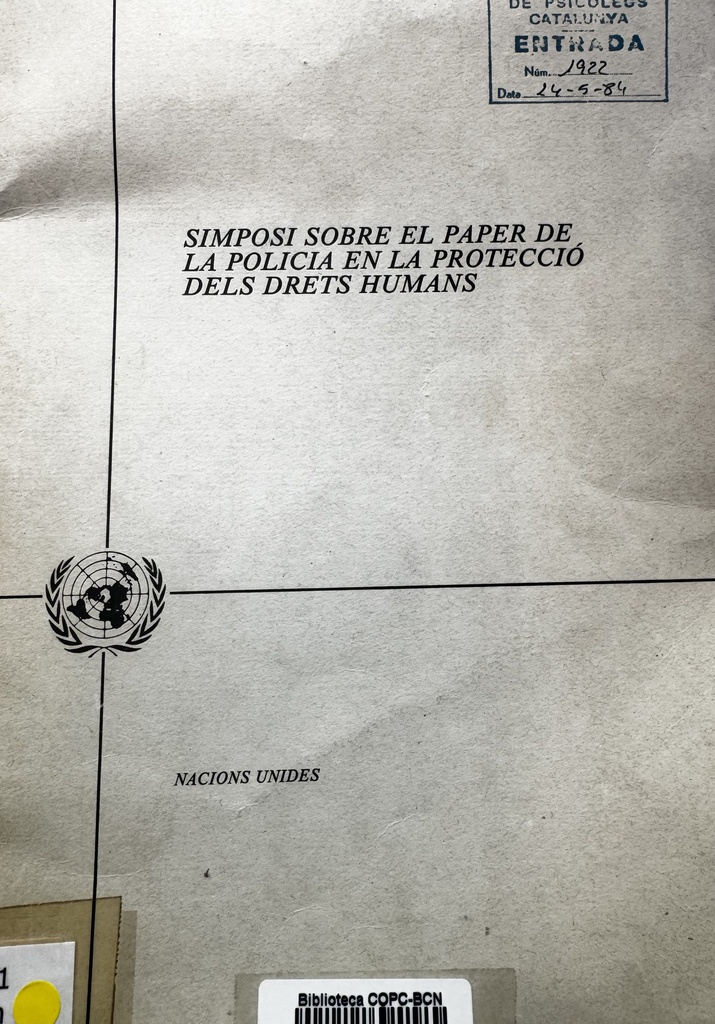 DE PSICOLEGS
CATALUNYA
ENTRADA
Núm. 1922
Data 24-5-84
SIMPOSI SOBRE EL PAPER DE
LA POLICIA EN LA PROTECCIÓ
DELS DRETS HUMANS
NACIONS UNIDES
1
Biblioteca COPC-BCN